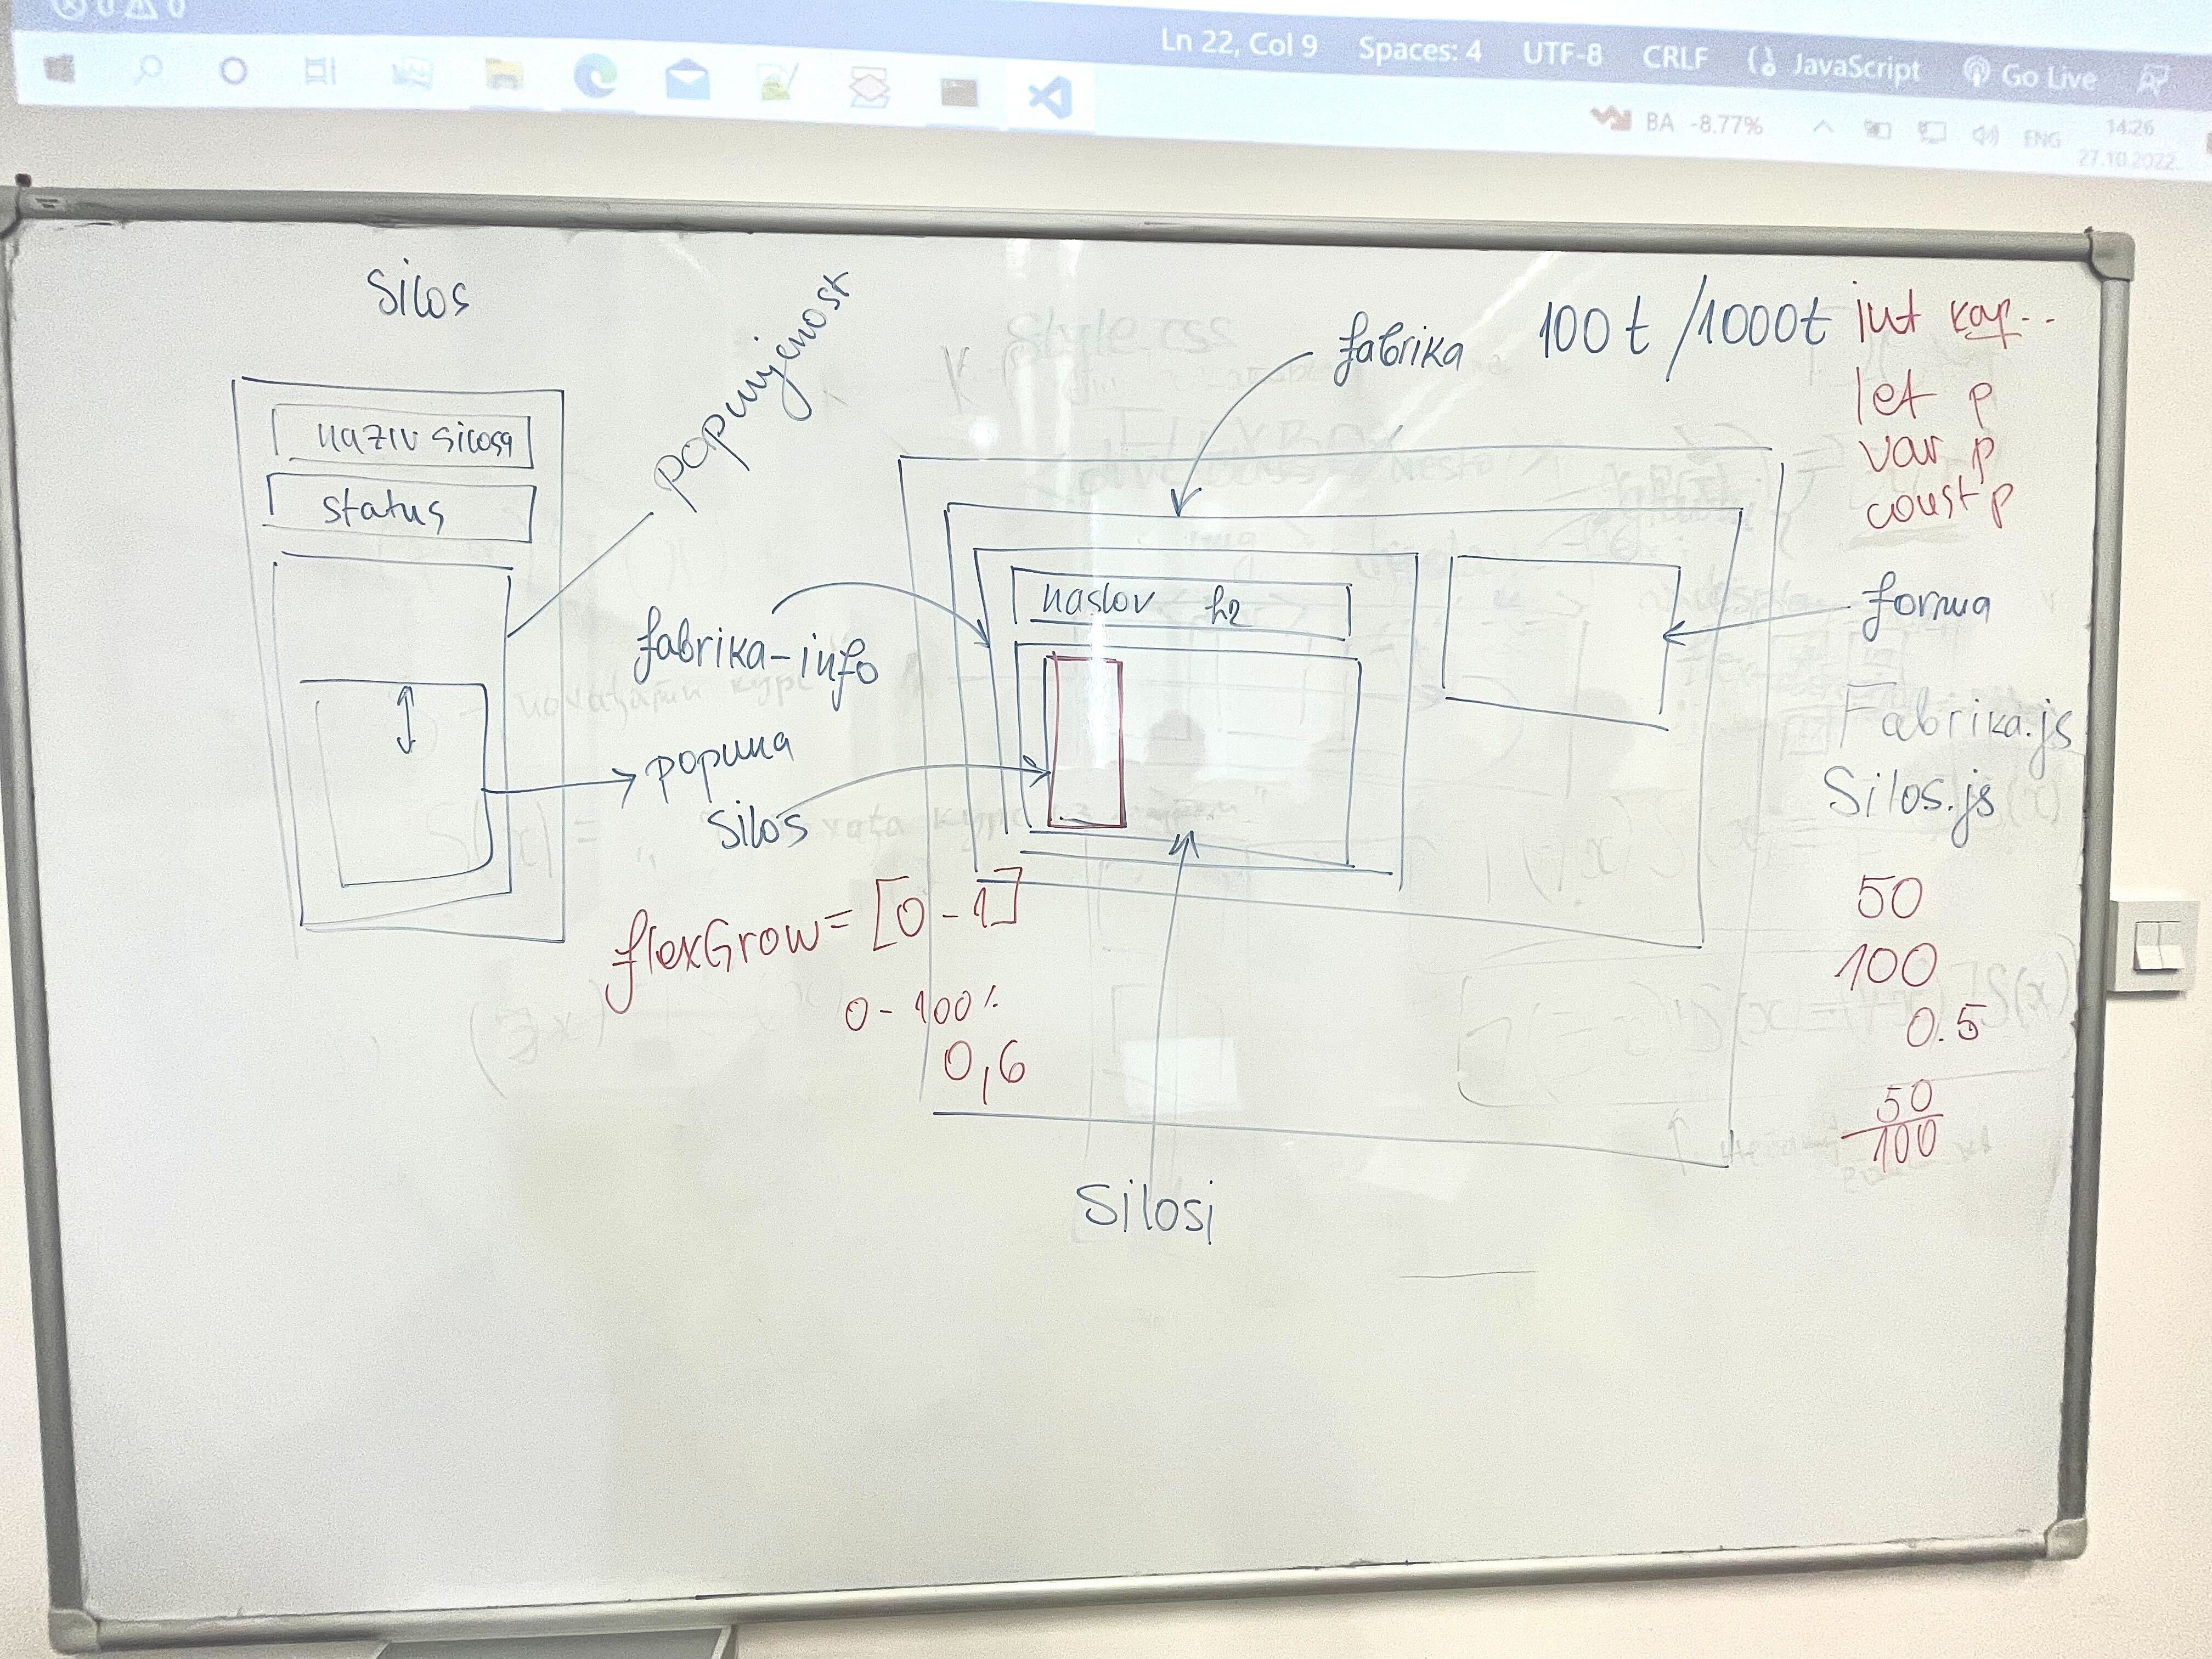 Ln 22, Col 9 Spaces: 4 UTF-8 CRLF JavaScript Go Live
BA -8.77% ENG 14:26
27.10.2022.
Silos
naziv silosa
status
popunjenost
popuna
fabrika-info
silos
fabrika
naslov h2
forma
Silosi
flexGrow = [0-1]
0-100%
0,6
100t/1000t
int kap..
let p
var p
const p
Fabrika.js
Silos.js
50
100
0.5
50
100
Style.css